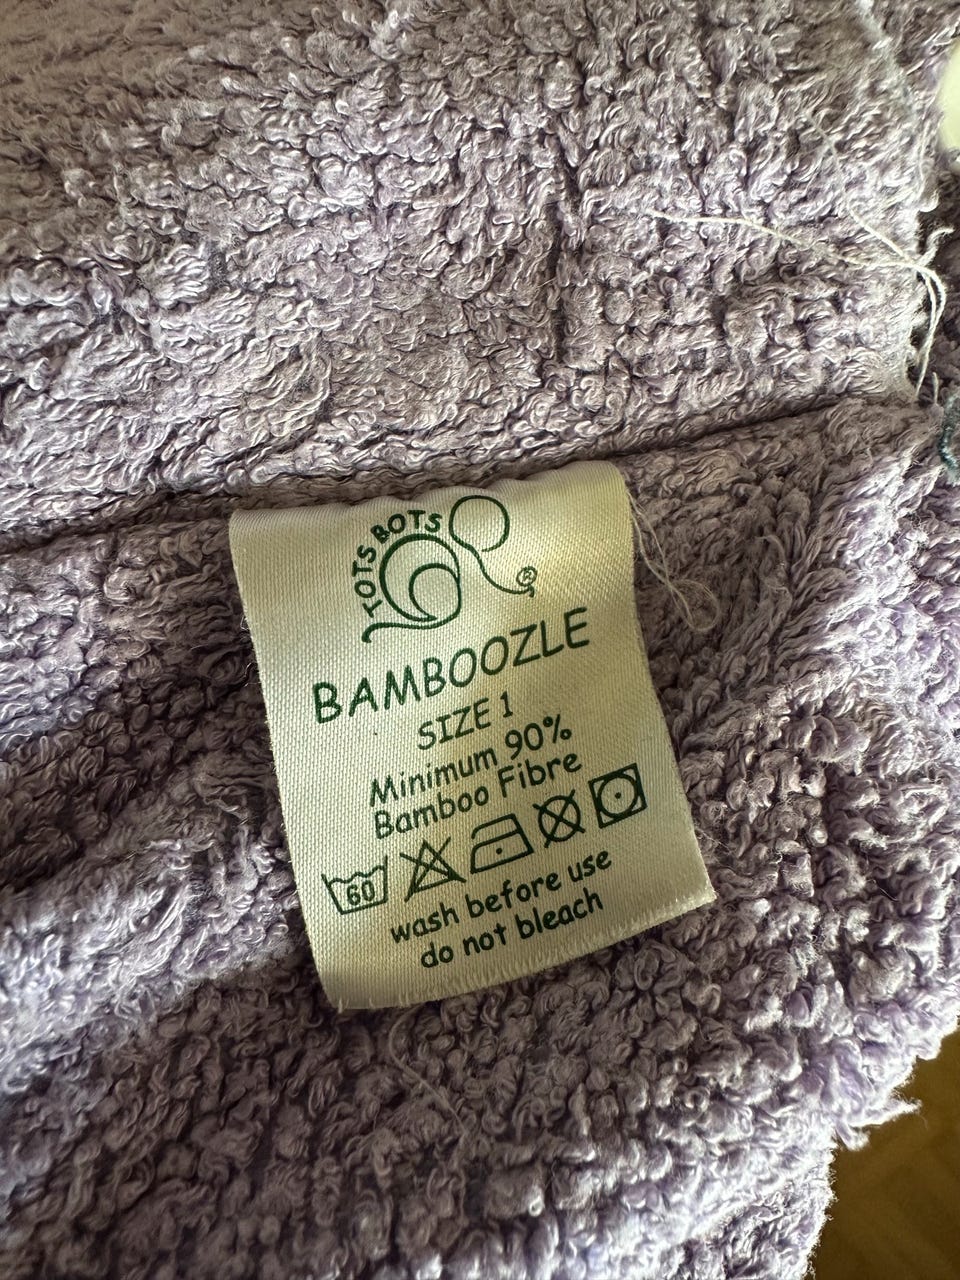 TOTS BOTS ®
BAMBOOZLE
SIZE 1
Minimum 90%
Bamboo Fibre
60
wash before use
do not bleach